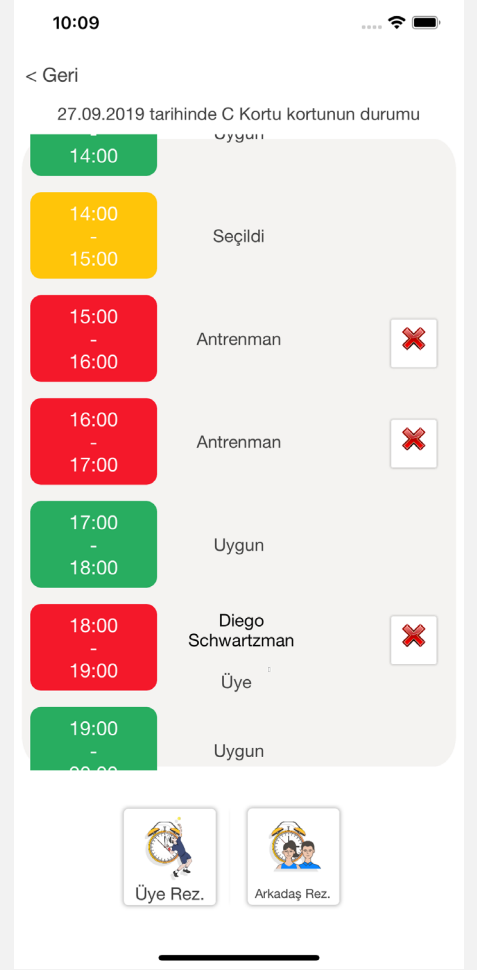 10:09
< Geri
27.09.2019 tarihinde C Kortu kortunun durumu
-
14:00
Uygun
14:00
-
15:00
Seçildi
15:00
-
16:00
Antrenman
16:00
-
17:00
Antrenman
17:00
-
18:00
Uygun
18:00
-
19:00
Diego
Schwartzman
Üye
19:00
-
Uygun
Üye Rez.
Arkadaş Rez.